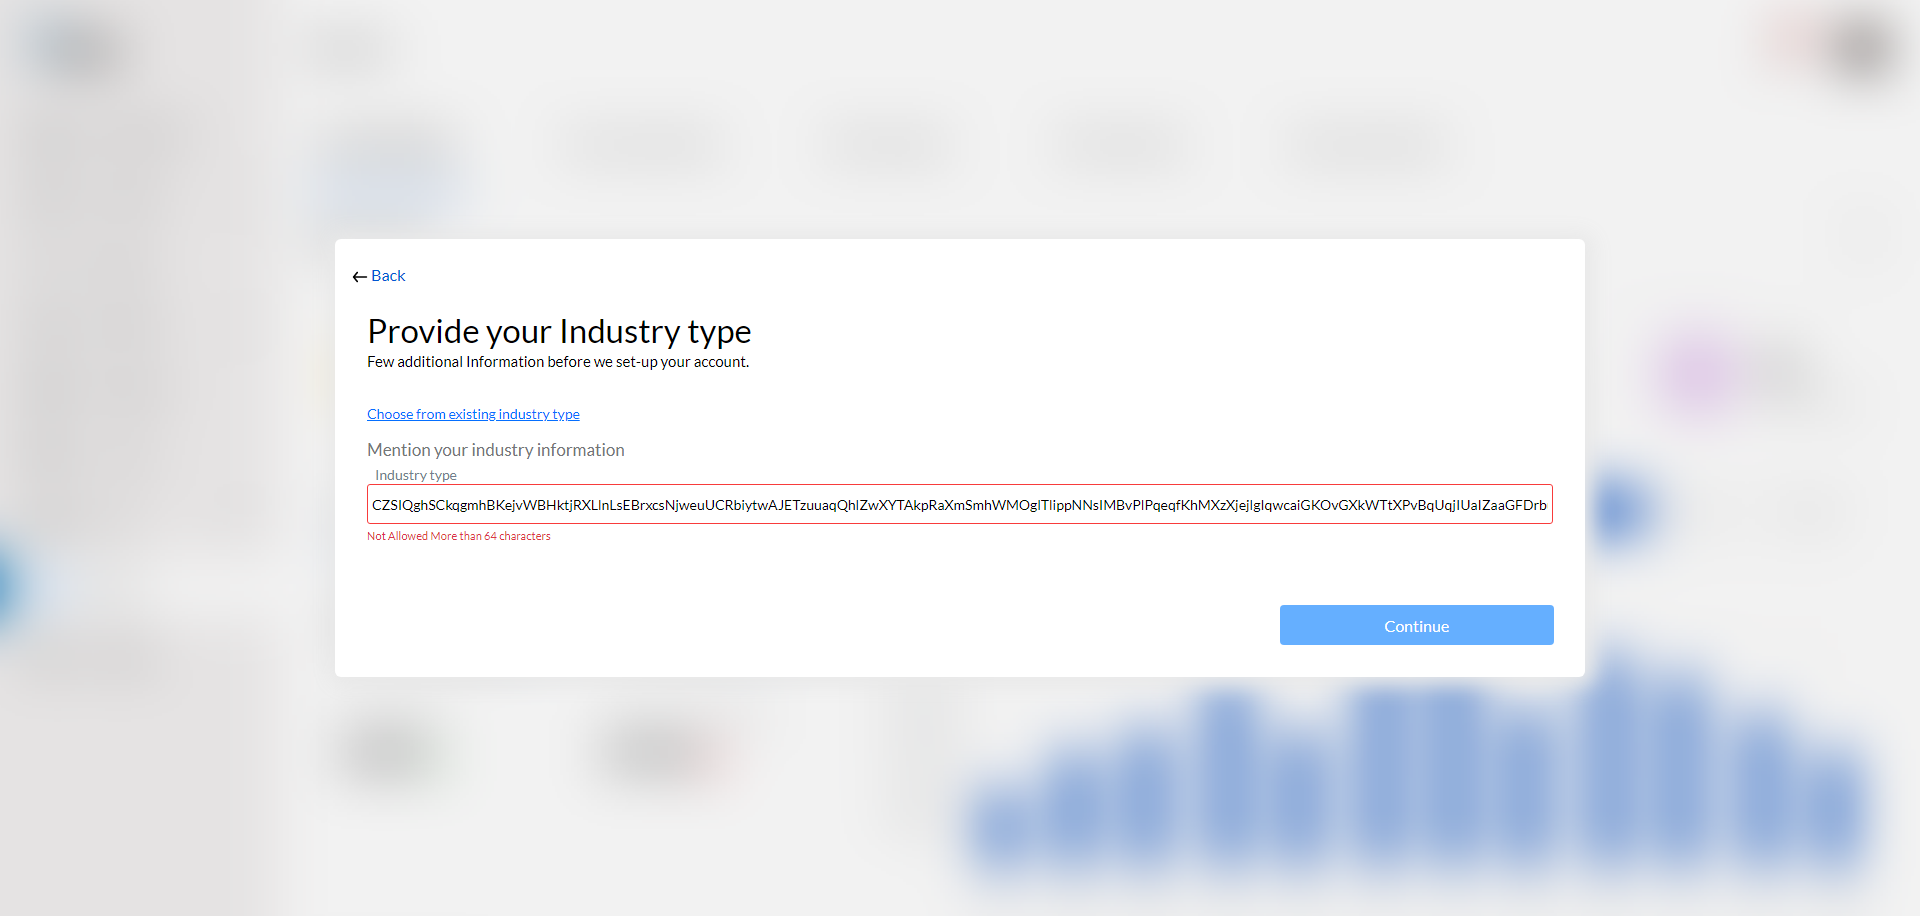 Back
Provide your Industry type
Few additional Information before we set-up your account.
Choose from existing industry type
Mention your industry information
Industry type
CZSIQghSCkqgmhBKejvWBHktjRXLlnLsEBrxcsNjweuUCRbiytwAJETzuuaqQhlZwXYTAkpRaXmSmhWMOglTlippNNsIMBvPlPqeqfKhMXzXjejlglqwcaiGKOvGXkWTtXPvBqUqjlUaIZaaGFDrb
Not Allowed More than 64 characters
Continue